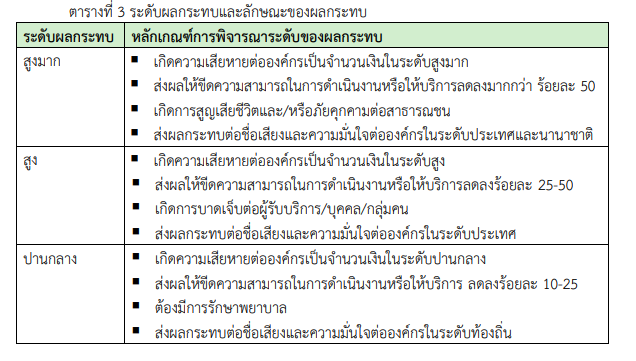 ตารางที่ 3 ระดับผลกระทบและลักษณะของผลกระทบ
ระดับผลกระทบ หลักเกณฑ์การพิจารณาระดับของผลกระทบ
สูงมาก ▪ เกิดความเสียหายต่อองค์กรเป็นจำนวนเงินในระดับสูงมาก
▪ ส่งผลให้ขีดความสามารถในการดำเนินงานหรือให้บริการลดลงมากกว่า ร้อยละ 50
▪ เกิดการสูญเสียชีวิตและ/หรือภัยคุกคามต่อสาธารณชน
▪ ส่งผลกระทบต่อชื่อเสียงและความมั่นใจต่อองค์กรในระดับประเทศและนานาชาติ
สูง ▪ เกิดความเสียหายต่อองค์กรเป็นจำนวนเงินในระดับสูง
▪ ส่งผลให้ขีดความสามารถในการดำเนินงานหรือให้บริการลดลงร้อยละ 25-50
▪ เกิดการบาดเจ็บต่อผู้รับบริการ/บุคคล/กลุ่มคน
▪ ส่งผลกระทบต่อชื่อเสียงและความมั่นใจต่อองค์กรในระดับประเทศ
ปานกลาง ▪ เกิดความเสียหายต่อองค์กรเป็นจำนวนเงินในระดับปานกลาง
▪ ส่งผลให้ขีดความสามารถในการดำเนินงานหรือให้บริการ ลดลงร้อยละ 10-25
▪ ต้องมีการรักษาพยาบาล
▪ ส่งผลกระทบต่อชื่อเสียงและความมั่นใจต่อองค์กรในระดับท้องถิ่น